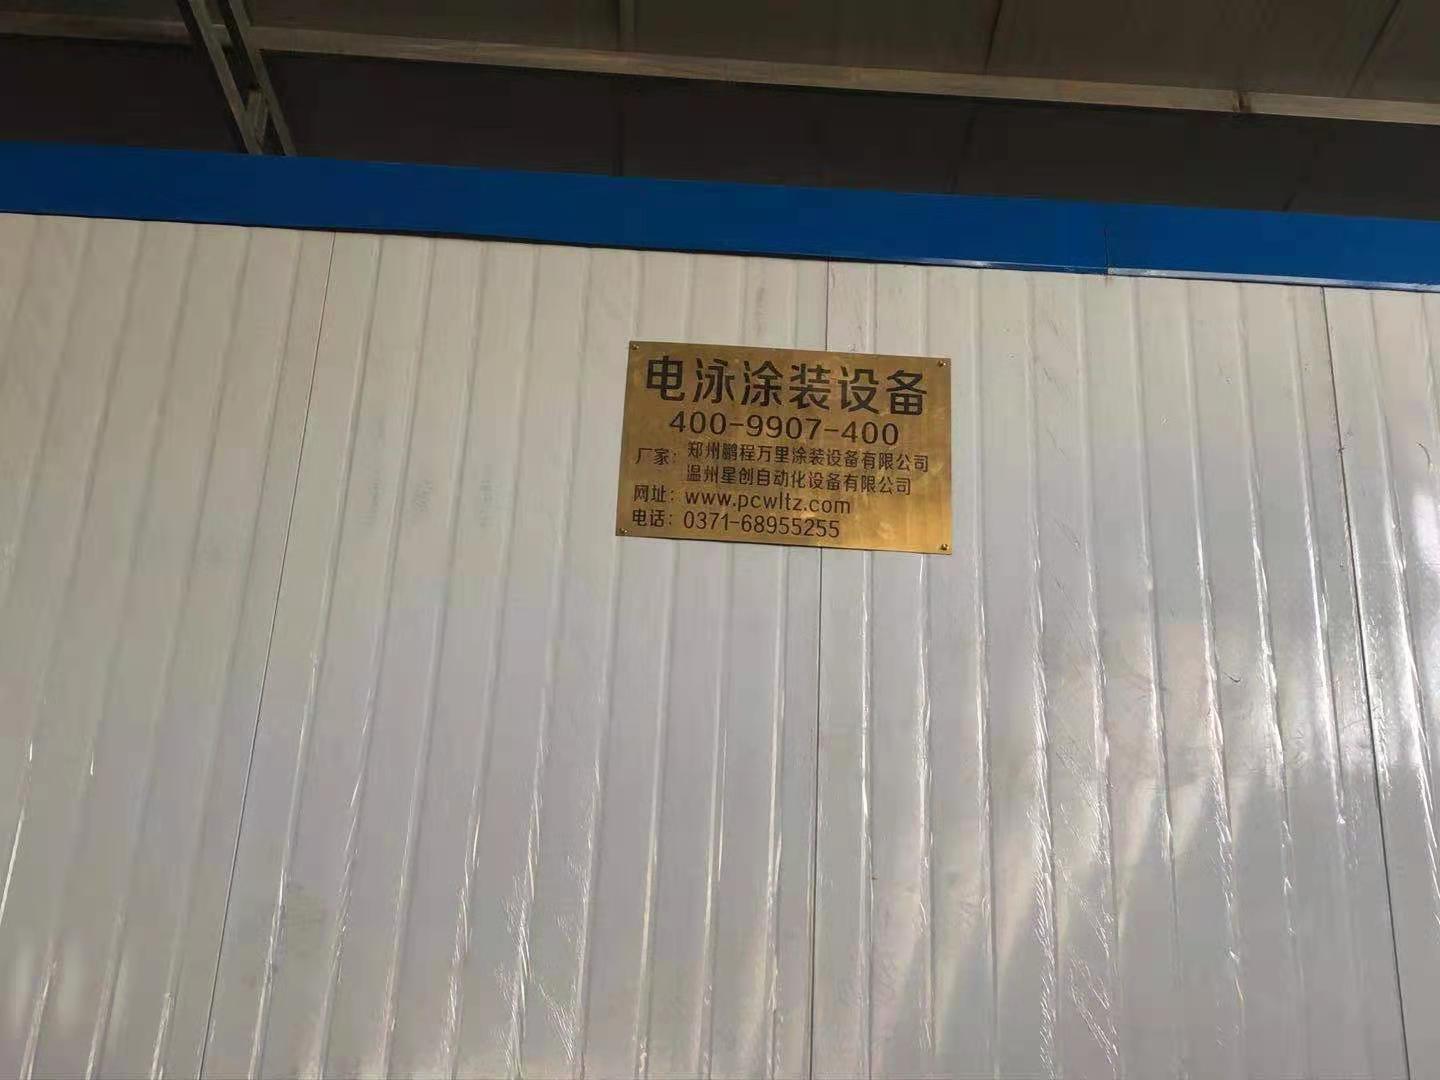 电泳涂装设备
400-9907-400
厂家：郑州鹏程万里涂装设备有限公司
温州星创自动化设备有限公司
网址：www.pcwltz.com
电话：0371-68955255